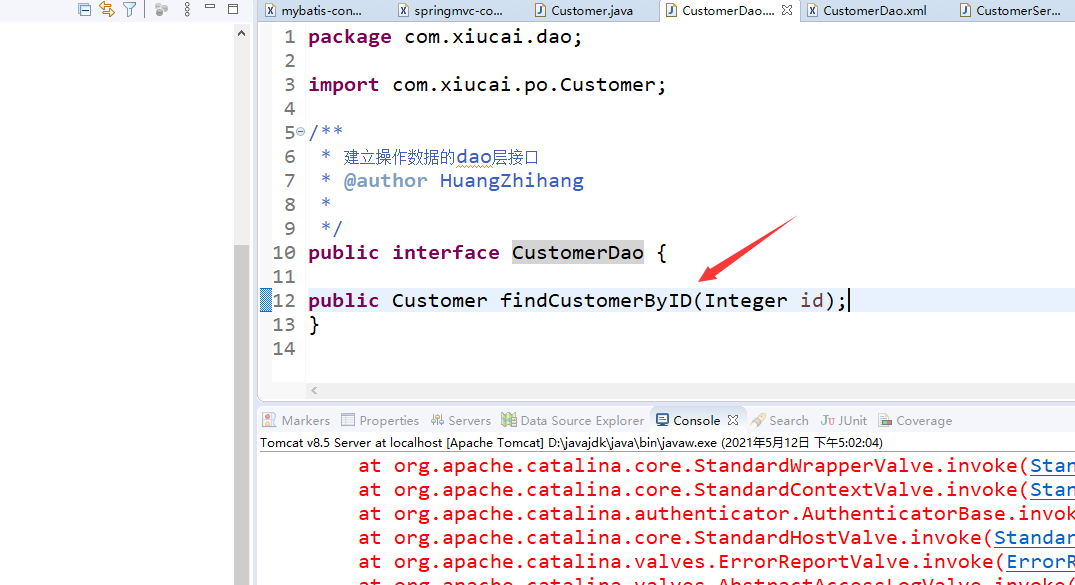 mybatis-con...
springmvc-co...
Customer.java
CustomerDao....
CustomerDao.xml
CustomerSer...
1 package com.xiucai.dao;
2
3 import com.xiucai.po.Customer;
4
5 /**
6 * 建立操作数据的dao层接口
7 * @author HuangZhihang
8 *
9 */
10 public interface CustomerDao {
11
12 public Customer findCustomerByID(Integer id);
13 }
14
Markers Properties Servers Data Source Explorer Console Search JUnit Coverage
Tomcat v8.5 Server at localhost [Apache Tomcat] D:\javajdk\java\bin\javaw.exe (2021年5月12日 下午5:02:04)
at org.apache.catalina.core.StandardWrapperValve.invoke(Stan
at org.apache.catalina.core.StandardContextValve.invoke(Stan
at org.apache.catalina.authenticator.AuthenticatorBase.invok
at org.apache.catalina.core.StandardHostValve.invoke(Standar
at org.apache.catalina.valves.ErrorReportValve.invoke(ErrorR
at org.apache.catalina.valves.AbstractAccessLogValve.invoke(